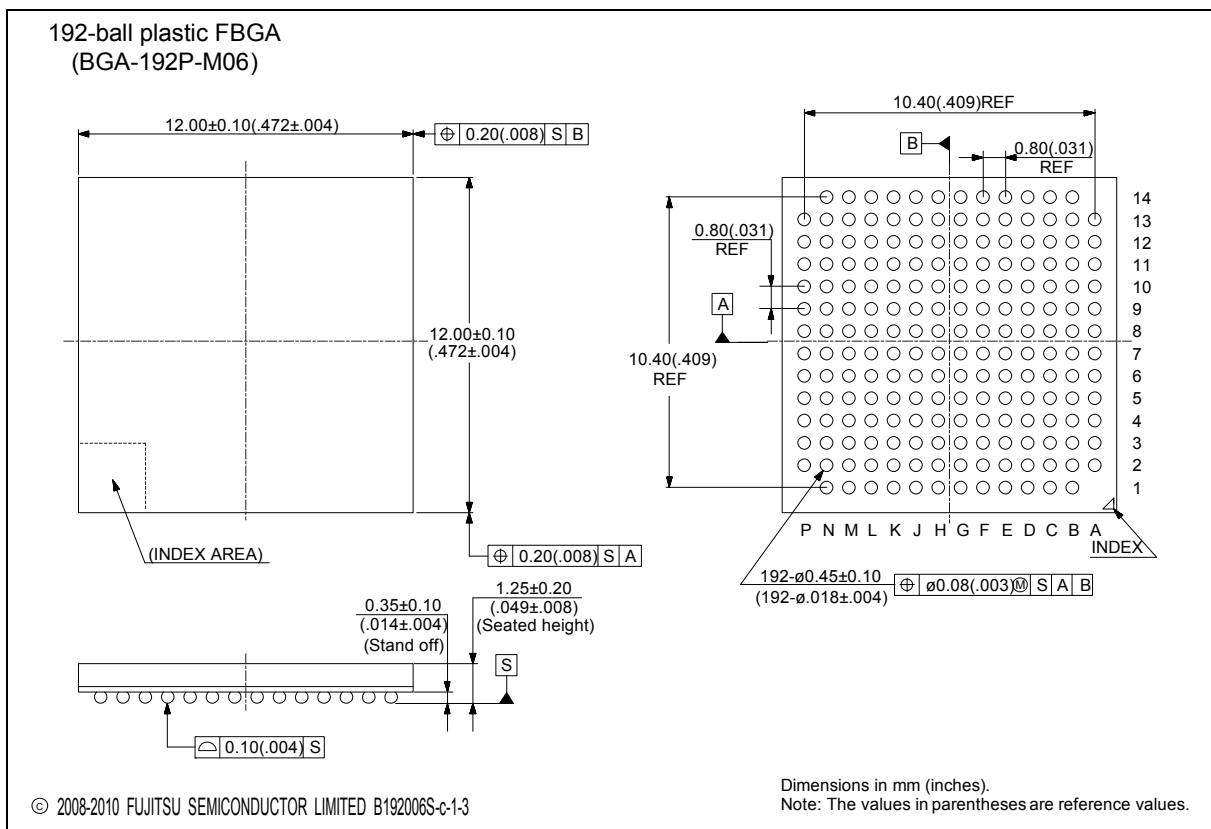 192-ball plastic FBGA
(BGA-192P-M06)
12.00±0.10(.472±.004)
⌖ 0.20(.008) S B
12.00±0.10
(.472±.004)
(INDEX AREA)
⌖ 0.20(.008) S A
10.40(.409)REF
B
0.80(.031)
REF
0.80(.031)
REF
A
10.40(.409)
REF
14
13
12
11
10
9
8
7
6
5
4
3
2
1
P N M L K J H G F E D C B A
INDEX
192-ø0.45±0.10
(192-ø.018±.004)
⌖ ø0.08(.003)Ⓜ S A B
0.35±0.10
(.014±.004)
(Stand off)
1.25±0.20
(.049±.008)
(Seated height)
S
⌓ 0.10(.004) S
© 2008-2010 FUJITSU SEMICONDUCTOR LIMITED B192006S-c-1-3
Dimensions in mm (inches).
Note: The values in parentheses are reference values.